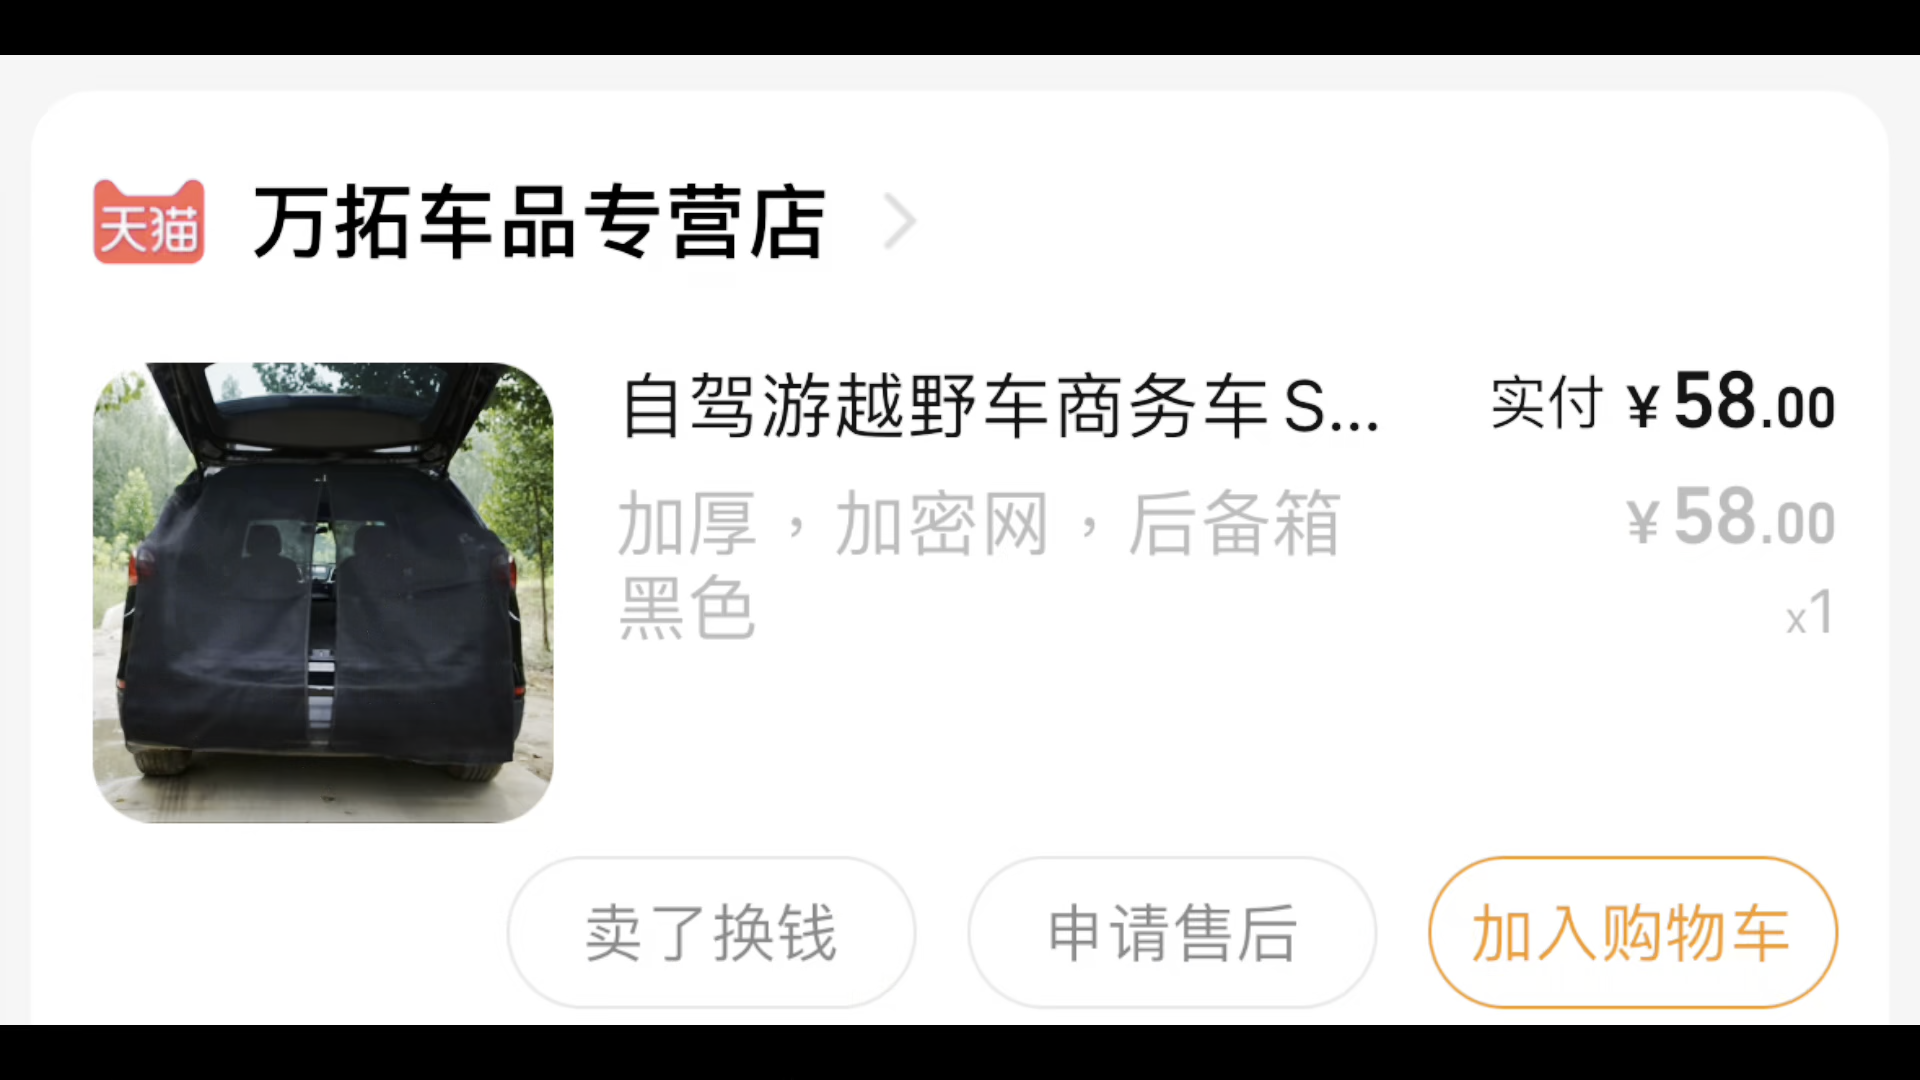 天猫 万拓车品专营店
自驾游越野车商务车S... 实付 ¥58.00
加厚，加密网，后备箱 ¥58.00
黑色 x1
卖了换钱 申请售后 加入购物车